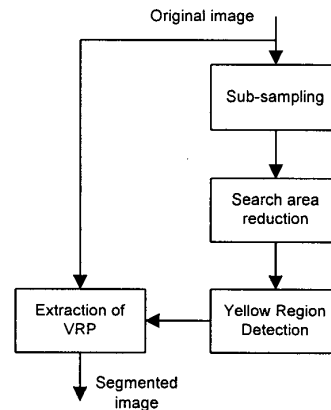 Original image
Sub-sampling
Search area
reduction
Extraction of
VRP
Yellow Region
Detection
Segmented
image